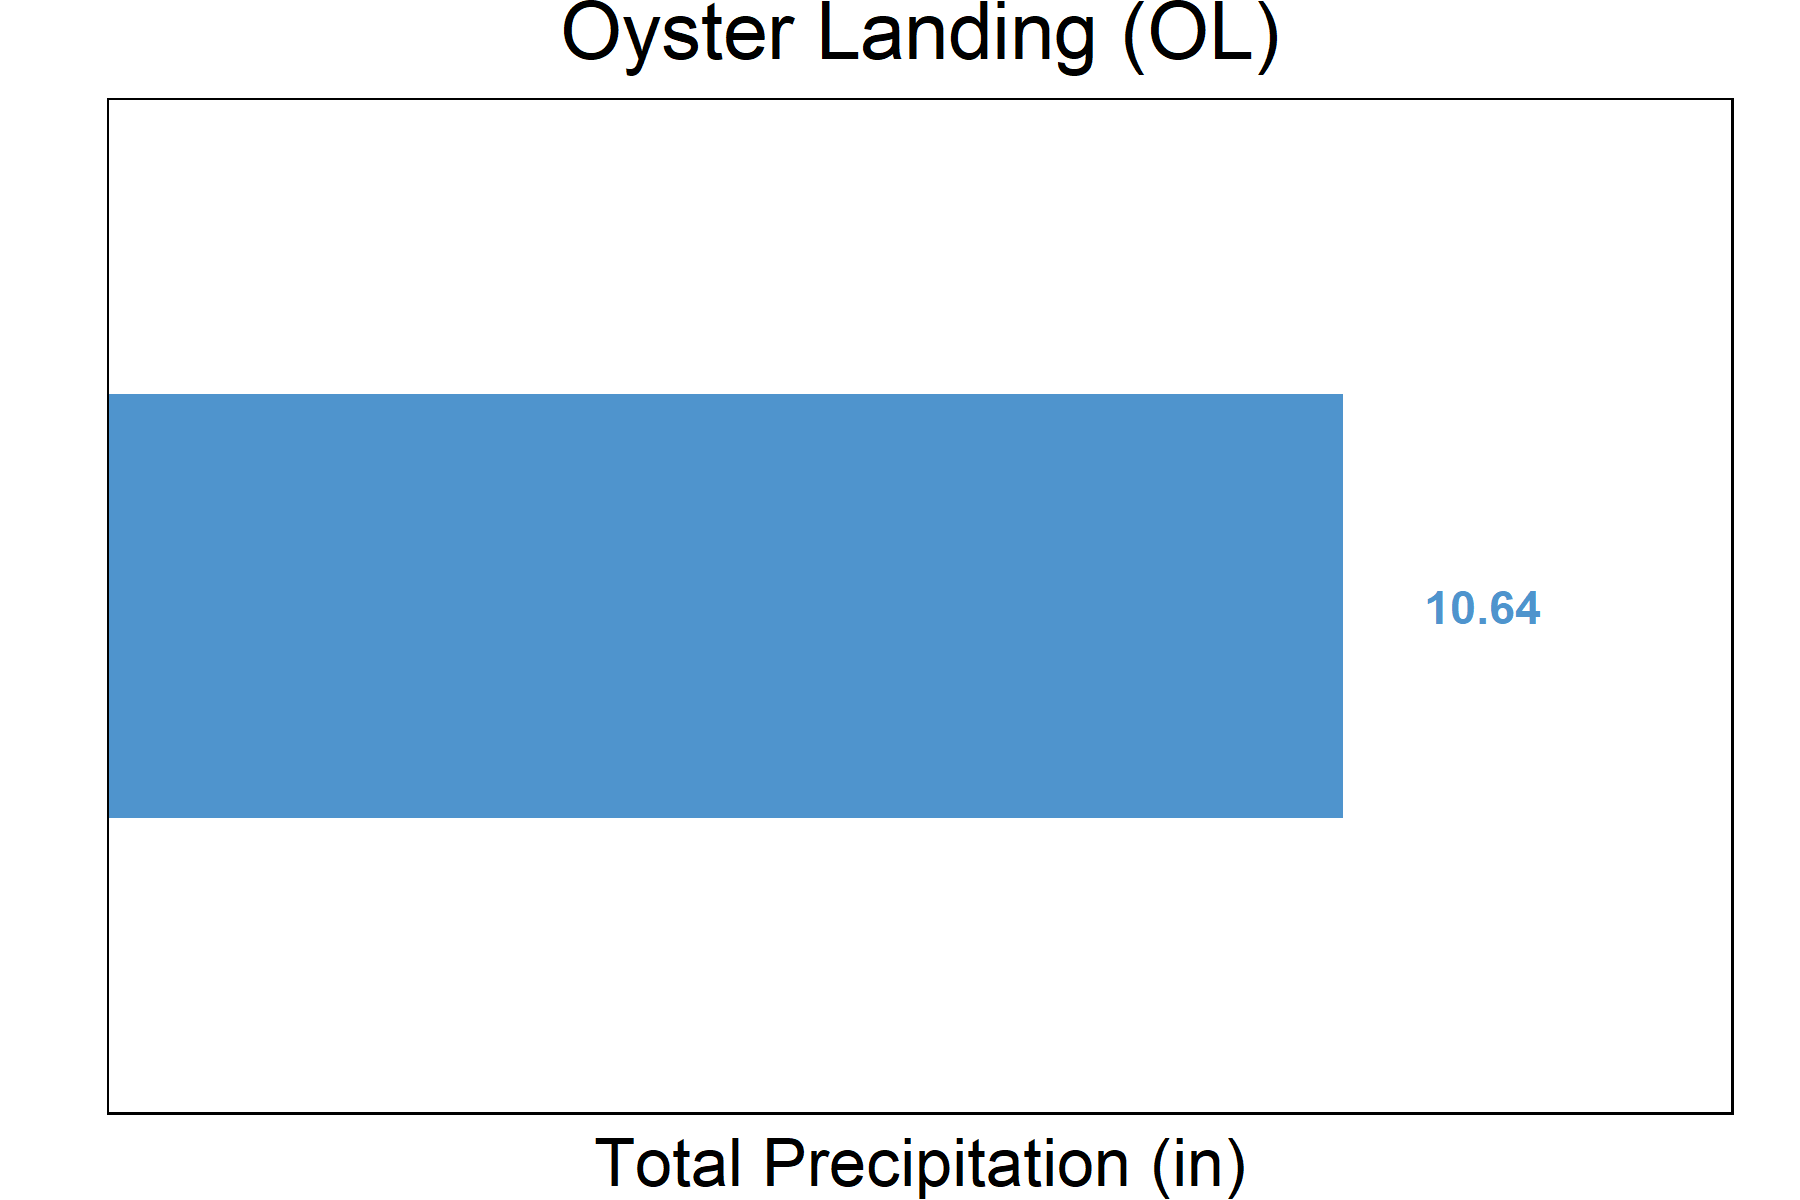 Oyster Landing (OL)
10.64
Total Precipitation (in)